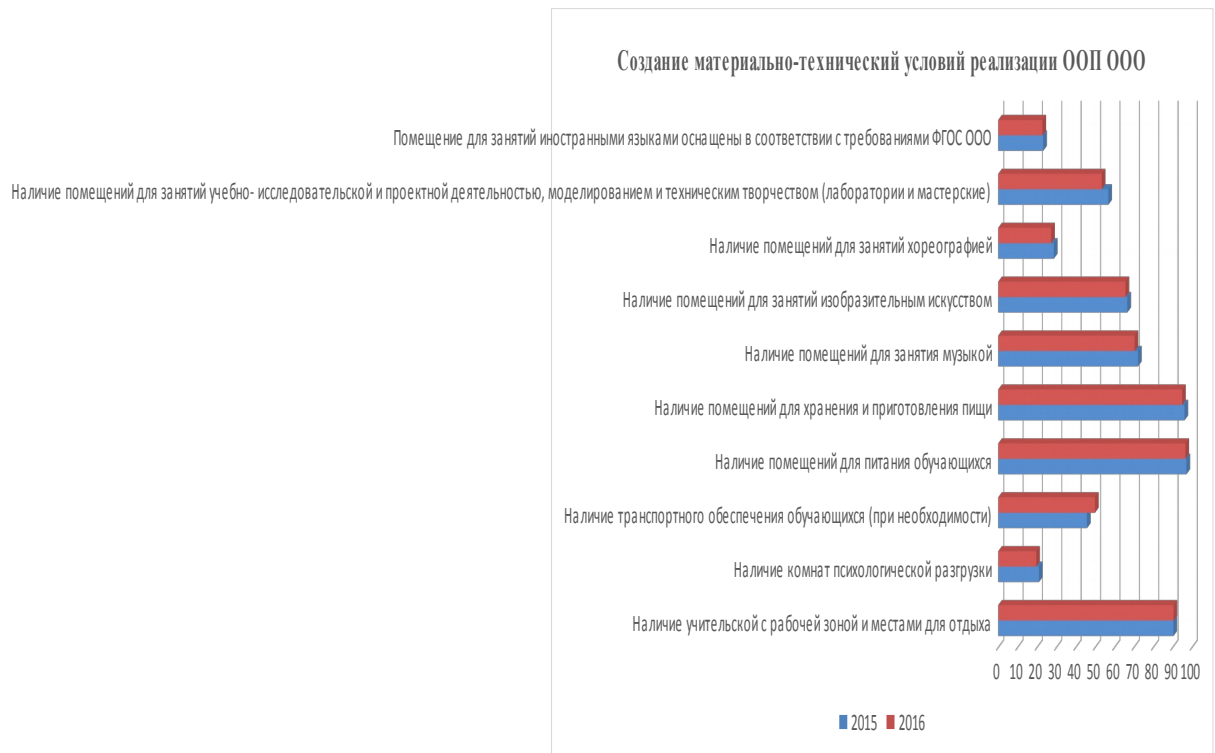 Создание материально-технический условий реализации ООП ООО
Помещение для занятий иностранными языками оснащены в соответствии с требованиями ФГОС ООО
Наличие помещений для занятий учебно- исследовательской и проектной деятельностью, моделированием и техническим творчеством (лаборатории и мастерские)
Наличие помещений для занятий хореографией
Наличие помещений для занятий изобразительным искусством
Наличие помещений для занятия музыкой
Наличие помещений для хранения и приготовления пищи
Наличие помещений для питания обучающихся
Наличие транспортного обеспечения обучающихся (при необходимости)
Наличие комнат психологической разгрузки
Наличие учительской с рабочей зоной и местами для отдыха
0 10 20 30 40 50 60 70 80 90 100
2015 2016